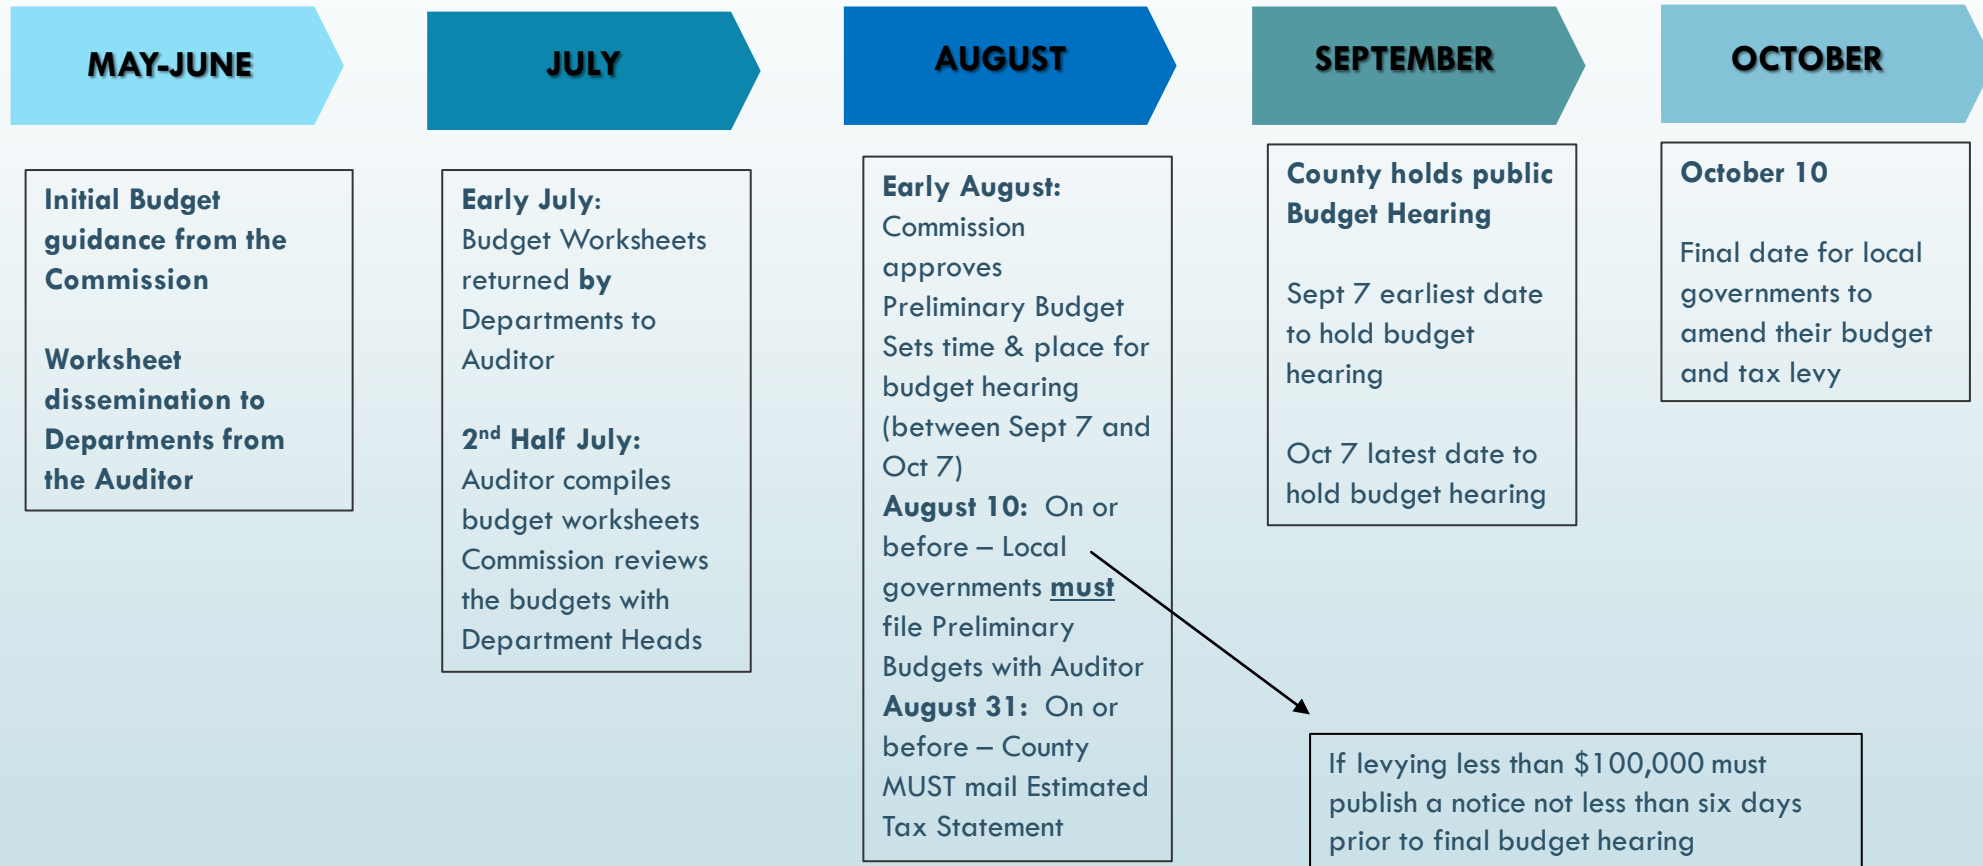 MAY-JUNE
Initial Budget
guidance from the
Commission
Worksheet
dissemination to
Departments from
the Auditor
JULY
Early July:
Budget Worksheets
returned by
Departments to
Auditor
2nd Half July:
Auditor compiles
budget worksheets
Commission reviews
the budgets with
Department Heads
AUGUST
Early August:
Commission
approves
Preliminary Budget
Sets time & place for
budget hearing
(between Sept 7 and
Oct 7)
August 10: On or
before – Local
governments must
file Preliminary
Budgets with Auditor
August 31: On or
before – County
MUST mail Estimated
Tax Statement
SEPTEMBER
County holds public
Budget Hearing
Sept 7 earliest date
to hold budget
hearing
Oct 7 latest date to
hold budget hearing
OCTOBER
October 10
Final date for local
governments to
amend their budget
and tax levy
If levying less than $100,000 must
publish a notice not less than six days
prior to final budget hearing